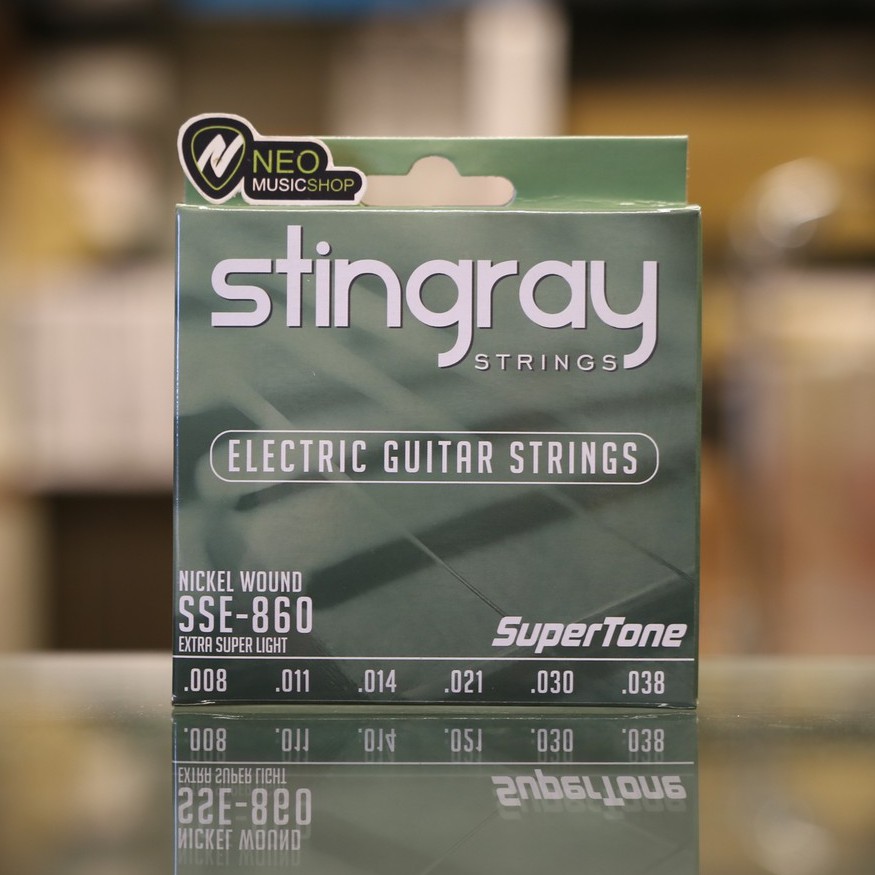 NEO
MUSICSHOP
stingray
STRINGS
ELECTRIC GUITAR STRINGS
NICKEL WOUND
SSE-860
EXTRA SUPER LIGHT
SuperTone
.008 .011 .014 .021 .030 .038